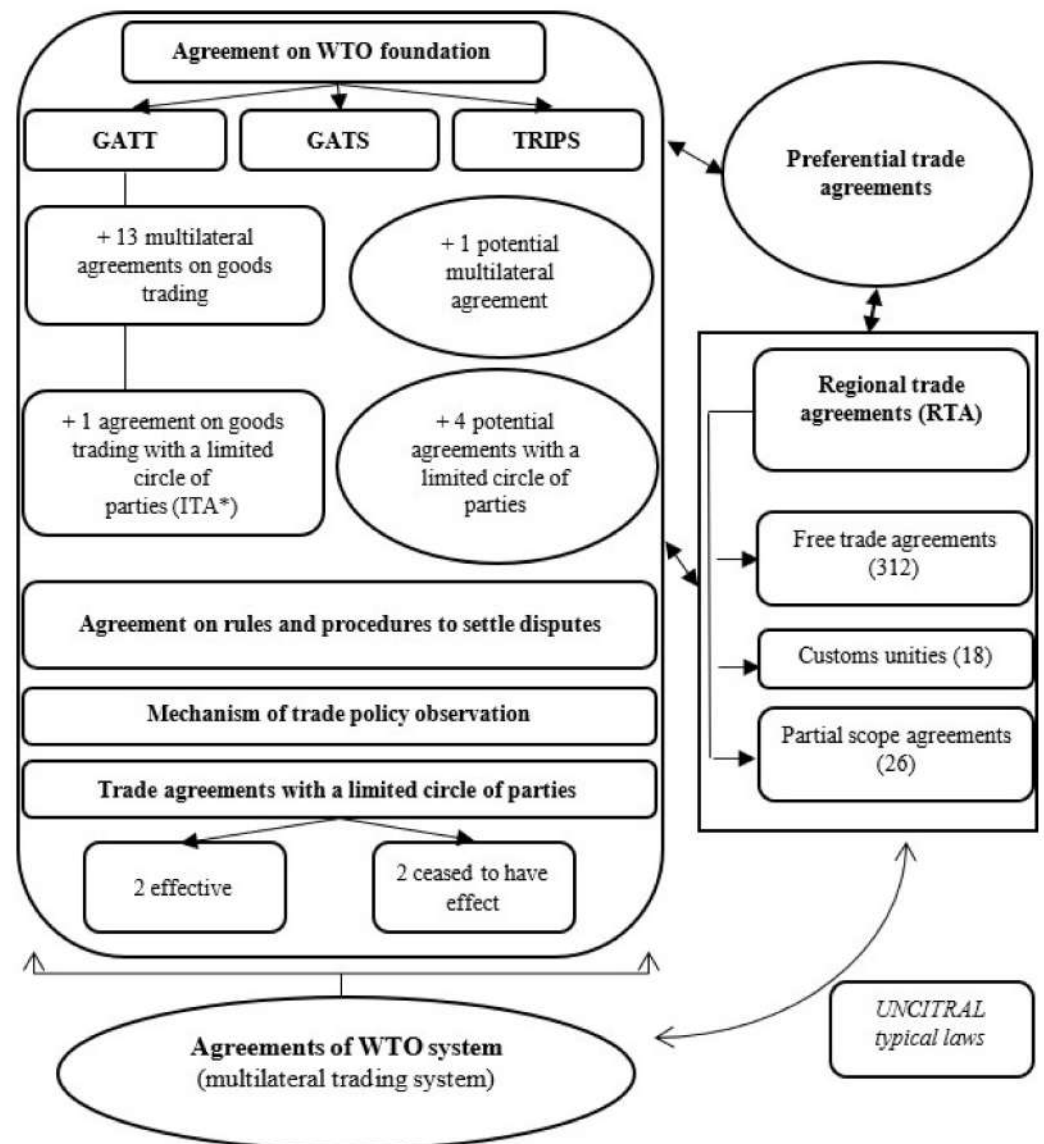 Agreement on WTO foundation
GATT
GATS
TRIPS
Preferential trade
agreements
+ 13 multilateral
agreements on goods
trading
+ 1 potential
multilateral
agreement
+ 1 agreement on goods
trading with a limited
circle of
parties (ITA*)
+ 4 potential
agreements with a
limited circle of
parties
Regional trade
agreements (RTA)
Free trade agreements
(312)
Customs unities (18)
Partial scope agreements
(26)
Agreement on rules and procedures to settle disputes
Mechanism of trade policy observation
Trade agreements with a limited circle of parties
2 effective
2 ceased to have
effect
Agreements of WTO system
(multilateral trading system)
UNCITRAL
typical laws